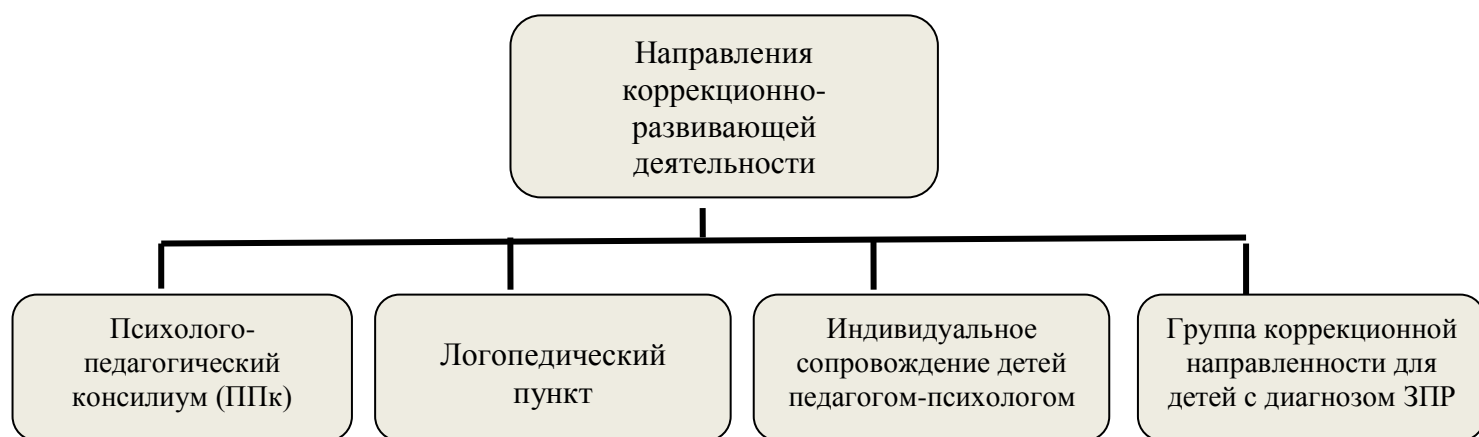 Направления
коррекционно-
развивающей
деятельности
Психолого-
педагогический
консилиум (ППк)
Логопедический
пункт
Индивидуальное
сопровождение детей
педагогом-психологом
Группа коррекционной
направленности для
детей с диагнозом ЗПР